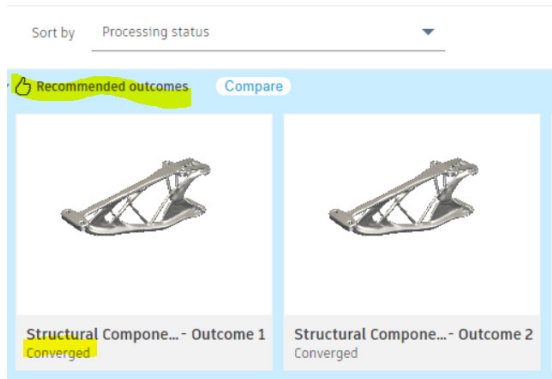 Sort by Processing status
Recommended outcomes Compare
Structural Compone...- Outcome 1
Converged
Structural Compone...- Outcome 2
Converged